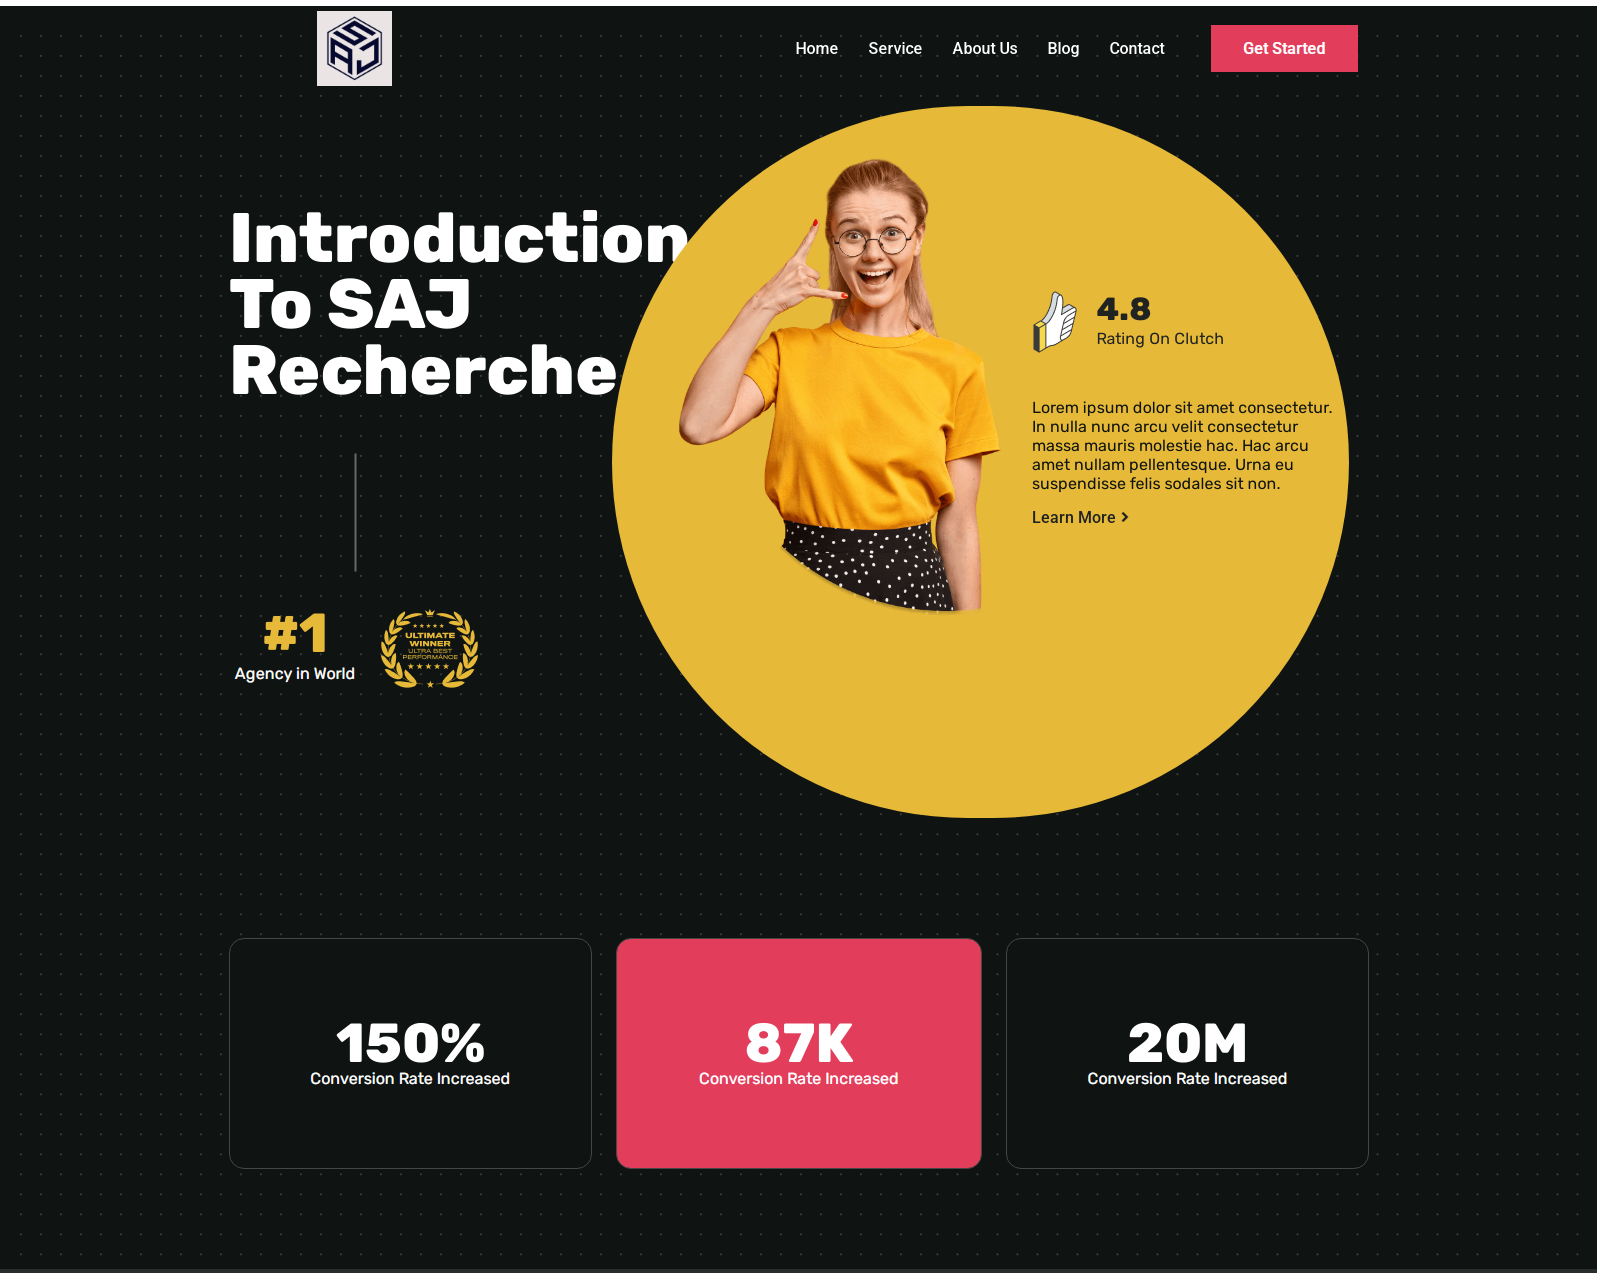 SAJ
Home Service About Us Blog Contact Get Started
Introduction
To SAJ
Recherche
4.8
Rating On Clutch
Lorem ipsum dolor sit amet consectetur.
In nulla nunc arcu velit consectetur
massa mauris molestie hac. Hac arcu
amet nullam pellentesque. Urna eu
suspendisse felis sodales sit non.
Learn More
#1
Agency in World
ULTIMATE
WINNER
ULTRA BEST
PERFORMANCE
150%
Conversion Rate Increased
87K
Conversion Rate Increased
20M
Conversion Rate Increased